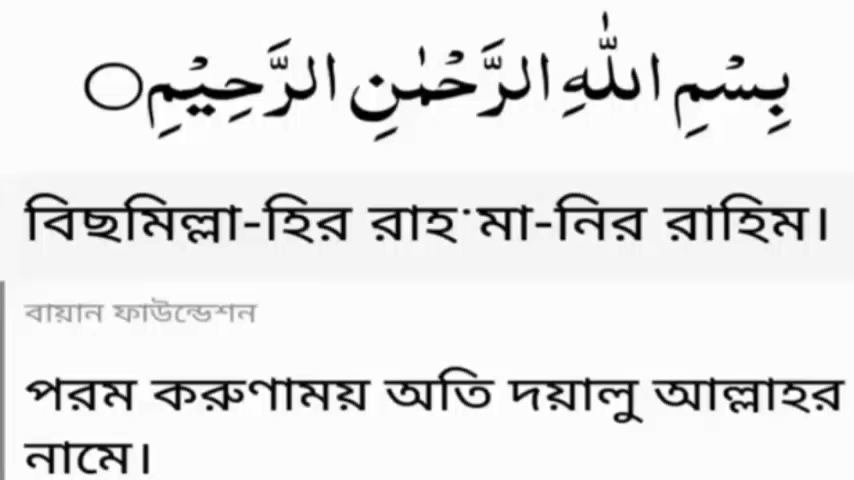 بِسْمِ اللّٰهِ الرَّحْمٰنِ الرَّحِيْمِ۝
বিছমিল্লা-হির রাহ·মা-নির রাহিম।
বায়ান ফাউন্ডেশন
পরম করুণাময় অতি দয়ালু আল্লাহর
নামে।